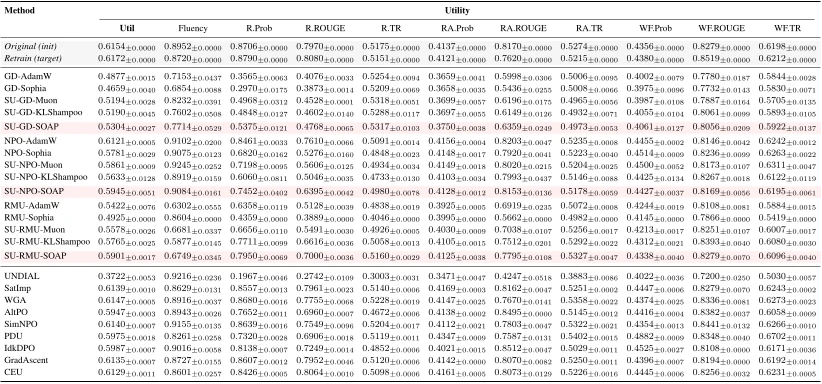 Method Utility
Util Fluency R.Prob R.ROUGE R.TR RA.Prob RA.ROUGE RA.TR WF.Prob WF.ROUGE WF.TR
Original (init) 0.6154±0.0000 0.8952±0.0000 0.8706±0.0000 0.7970±0.0000 0.5175±0.0000 0.4137±0.0000 0.8170±0.0000 0.5274±0.0000 0.4356±0.0000 0.8279±0.0000 0.6198±0.0000
Retrain (target) 0.6172±0.0000 0.8720±0.0000 0.8790±0.0000 0.8080±0.0000 0.5151±0.0000 0.4121±0.0000 0.7620±0.0000 0.5215±0.0000 0.4380±0.0000 0.8519±0.0000 0.6212±0.0000
GD-AdamW 0.4877±0.0015 0.7153±0.0437 0.3565±0.0063 0.4076±0.0033 0.5254±0.0094 0.3659±0.0041 0.5998±0.0306 0.5006±0.0095 0.4002±0.0079 0.7780±0.0187 0.5844±0.0028
GD-Sophia 0.4659±0.0040 0.6854±0.0088 0.2970±0.0175 0.3873±0.0014 0.5209±0.0069 0.3658±0.0035 0.5436±0.0255 0.5008±0.0066 0.3975±0.0096 0.7732±0.0143 0.5830±0.0071
SU-GD-Muon 0.5194±0.0028 0.8232±0.0391 0.4968±0.0312 0.4528±0.0001 0.5318±0.0051 0.3699±0.0057 0.6196±0.0175 0.4965±0.0056 0.3987±0.0108 0.7887±0.0164 0.5705±0.0135
SU-GD-KLShampoo 0.5190±0.0045 0.7602±0.0508 0.4848±0.0127 0.4602±0.0140 0.5288±0.0117 0.3697±0.0055 0.6149±0.0126 0.4932±0.0071 0.4055±0.0104 0.8061±0.0099 0.5893±0.0105
SU-GD-SOAP 0.5304±0.0027 0.7714±0.0529 0.5375±0.0121 0.4768±0.0065 0.5317±0.0103 0.3750±0.0038 0.6359±0.0249 0.4973±0.0053 0.4061±0.0127 0.8056±0.0209 0.5922±0.0137
NPO-AdamW 0.6121±0.0005 0.9102±0.0200 0.8461±0.0033 0.7610±0.0066 0.5091±0.0014 0.4156±0.0004 0.8203±0.0047 0.5235±0.0008 0.4455±0.0002 0.8146±0.0042 0.6242±0.0012
NPO-Sophia 0.5781±0.0029 0.9075±0.0123 0.6820±0.0162 0.5276±0.0160 0.4848±0.0023 0.4148±0.0017 0.7920±0.0041 0.5223±0.0040 0.4514±0.0009 0.8236±0.0099 0.6263±0.0022
SU-NPO-Muon 0.5861±0.0009 0.9245±0.0252 0.7198±0.0095 0.5606±0.0125 0.4934±0.0034 0.4149±0.0018 0.8020±0.0215 0.5204±0.0025 0.4500±0.0052 0.8173±0.0107 0.6311±0.0047
SU-NPO-KLShampoo 0.5633±0.0128 0.8919±0.0159 0.6060±0.0811 0.5046±0.0035 0.4733±0.0130 0.4103±0.0034 0.7993±0.0437 0.5146±0.0088 0.4425±0.0134 0.8267±0.0018 0.6122±0.0119
SU-NPO-SOAP 0.5945±0.0051 0.9084±0.0161 0.7452±0.0402 0.6395±0.0042 0.4980±0.0078 0.4128±0.0012 0.8153±0.0136 0.5178±0.0059 0.4427±0.0037 0.8169±0.0056 0.6195±0.0061
RMU-AdamW 0.5422±0.0076 0.6302±0.0555 0.6358±0.0119 0.5128±0.0039 0.4838±0.0019 0.3925±0.0005 0.6919±0.0235 0.5072±0.0008 0.4244±0.0019 0.8108±0.0081 0.5884±0.0015
RMU-Sophia 0.4925±0.0000 0.8604±0.0000 0.4359±0.0000 0.3889±0.0000 0.4046±0.0000 0.3995±0.0000 0.5662±0.0000 0.4982±0.0000 0.4145±0.0000 0.7866±0.0000 0.5419±0.0000
SU-RMU-Muon 0.5578±0.0026 0.6681±0.0337 0.6656±0.0110 0.5491±0.0030 0.4926±0.0005 0.4030±0.0009 0.7038±0.0107 0.5256±0.0017 0.4213±0.0017 0.8251±0.0107 0.6007±0.0017
SU-RMU-KLShampoo 0.5765±0.0025 0.5877±0.0145 0.7711±0.0099 0.6616±0.0036 0.5058±0.0013 0.4105±0.0015 0.7512±0.0201 0.5292±0.0022 0.4312±0.0021 0.8393±0.0040 0.6080±0.0030
SU-RMU-SOAP 0.5901±0.0017 0.6749±0.0345 0.7950±0.0069 0.7000±0.0036 0.5160±0.0029 0.4125±0.0038 0.7795±0.0108 0.5232±0.0032 0.4338±0.0040 0.8279±0.0070 0.6096±0.0040
UNDIAL 0.3722±0.0053 0.9216±0.0236 0.1967±0.0046 0.2742±0.0109 0.3003±0.0031 0.3471±0.0047 0.4247±0.0518 0.3883±0.0086 0.4022±0.0036 0.7200±0.0250 0.5030±0.0057
SatImp 0.6139±0.0010 0.8629±0.0131 0.8557±0.0013 0.7961±0.0023 0.5140±0.0006 0.4169±0.0003 0.8162±0.0047 0.5251±0.0002 0.4447±0.0006 0.8279±0.0070 0.6243±0.0002
WGA 0.6147±0.0005 0.8916±0.0037 0.8680±0.0016 0.7755±0.0068 0.5228±0.0019 0.4147±0.0025 0.7670±0.0141 0.5358±0.0022 0.4374±0.0025 0.8336±0.0081 0.6273±0.0023
AltPO 0.5947±0.0003 0.8943±0.0026 0.7652±0.0011 0.6960±0.0007 0.4672±0.0006 0.4138±0.0002 0.8495±0.0000 0.5145±0.0012 0.4416±0.0004 0.8382±0.0037 0.6058±0.0009
SimNPO 0.6140±0.0007 0.9155±0.0135 0.8639±0.0016 0.7549±0.0096 0.5204±0.0017 0.4112±0.0021 0.7803±0.0047 0.5322±0.0021 0.4354±0.0013 0.8441±0.0132 0.6266±0.0010
PDU 0.5975±0.0018 0.8261±0.0258 0.7320±0.0028 0.6906±0.0018 0.5119±0.0011 0.4347±0.0009 0.7587±0.0131 0.5402±0.0015 0.4882±0.0009 0.8348±0.0040 0.6702±0.0011
IdkDPO 0.5987±0.0007 0.9016±0.0058 0.8138±0.0007 0.7249±0.0014 0.4852±0.0006 0.4021±0.0015 0.8512±0.0047 0.5029±0.0011 0.4525±0.0027 0.8108±0.0000 0.6171±0.0036
GradAscent 0.6135±0.0007 0.8727±0.0155 0.8607±0.0012 0.7952±0.0046 0.5120±0.0006 0.4142±0.0000 0.8070±0.0082 0.5250±0.0011 0.4396±0.0007 0.8194±0.0000 0.6192±0.0014
CEU 0.6129±0.0011 0.8601±0.0257 0.8426±0.0005 0.8064±0.0010 0.5098±0.0006 0.4161±0.0005 0.8073±0.0129 0.5226±0.0016 0.4445±0.0006 0.8256±0.0032 0.6231±0.0005